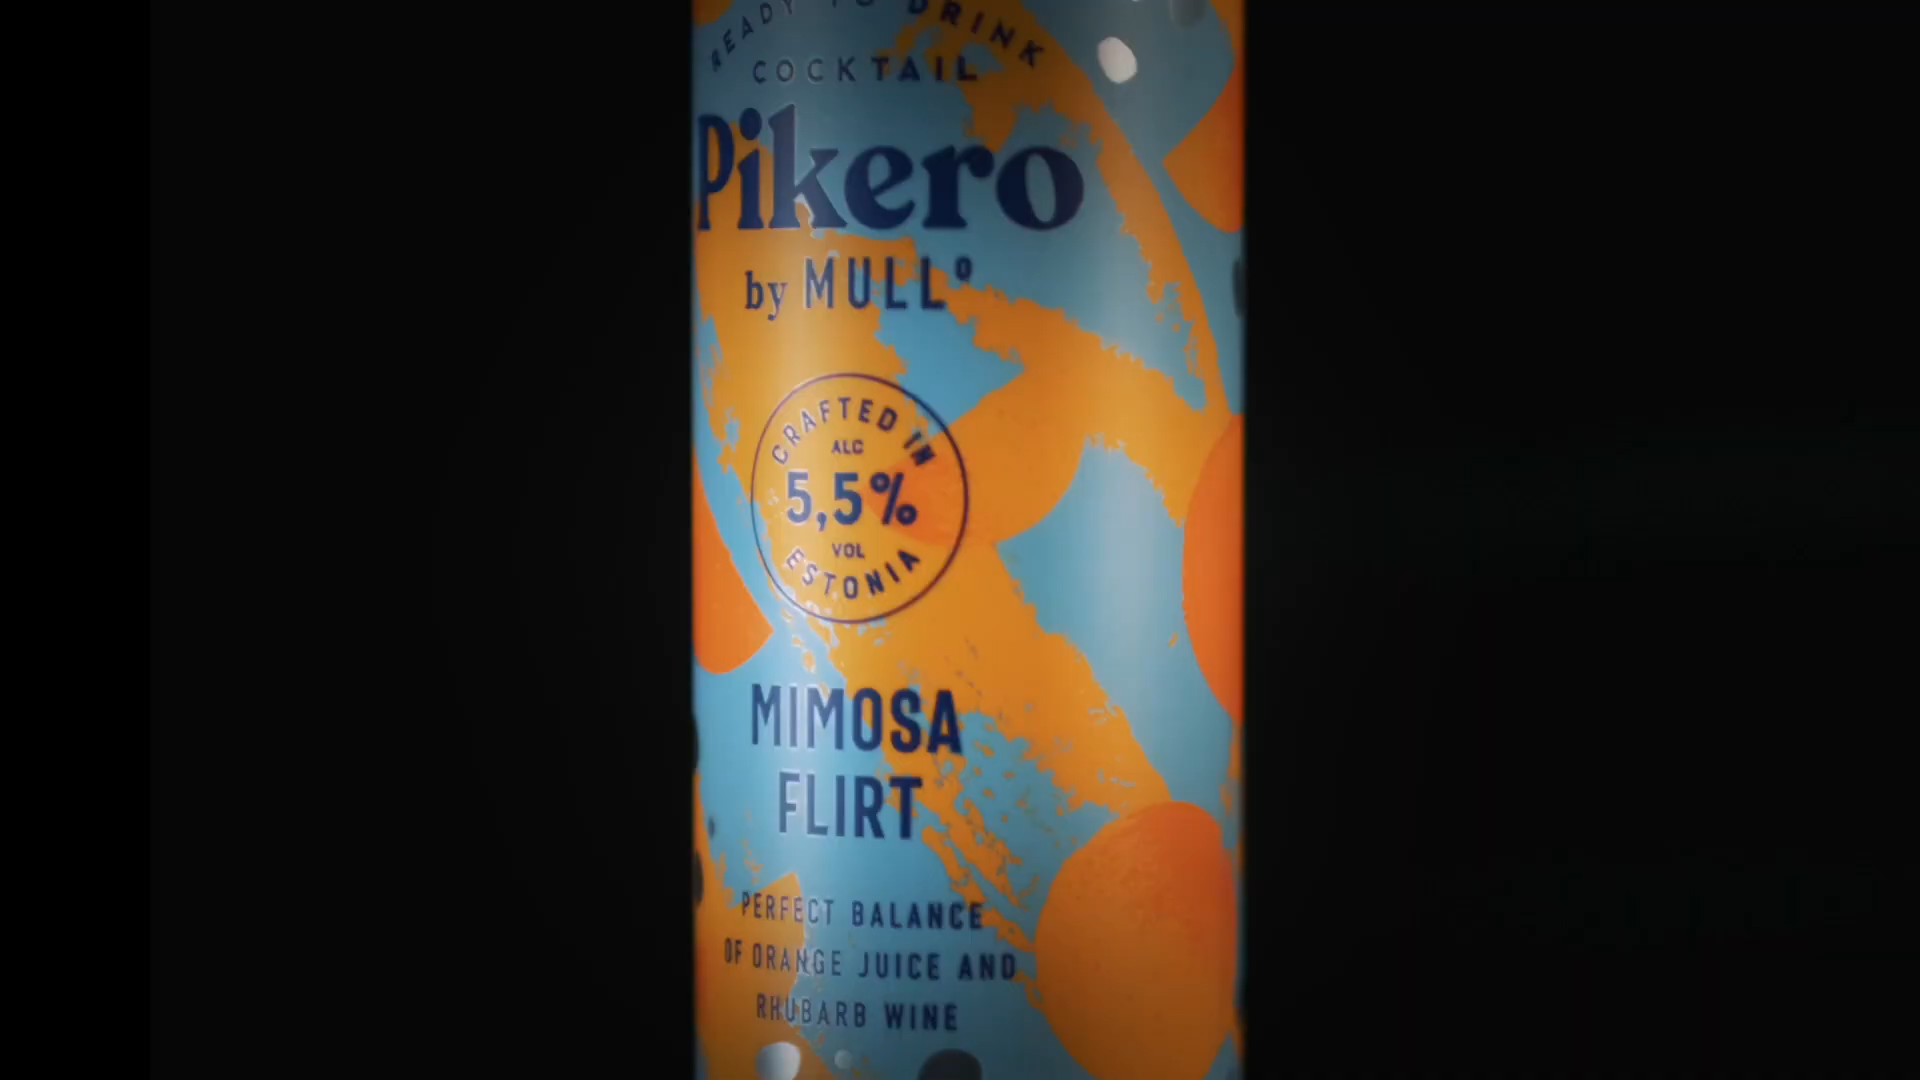 READY TO DRINK
COCKTAIL
Pikero
by MULLº
CRAFTED IN
ALC
5,5%
VOL
ESTONIA
MIMOSA
FLIRT
PERFECT BALANCE
OF ORANGE JUICE AND
RHUBARB WINE